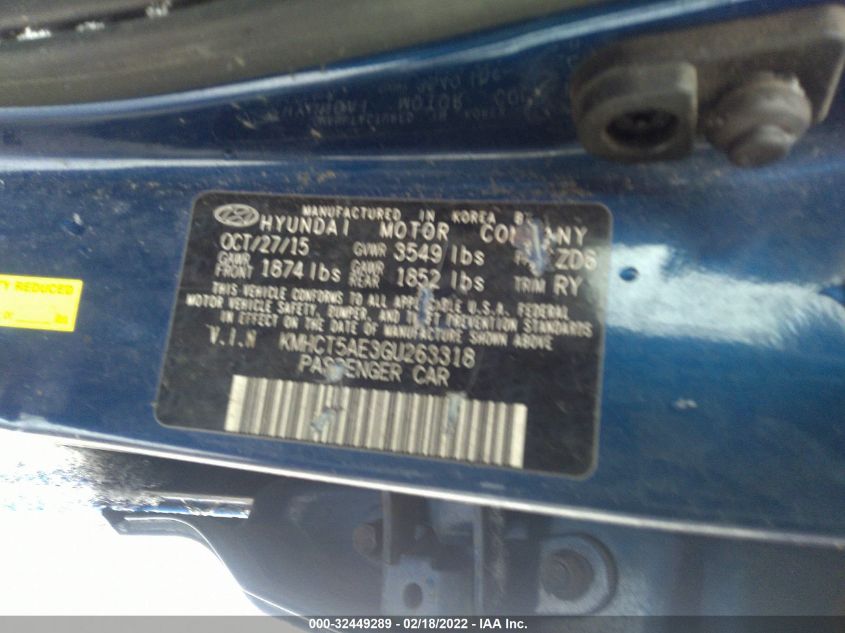 MANUFACTURED IN KOREA BY
HYUNDAI MOTOR COMPANY
OCT/27/15 GVWR 3549 lbs ZD6
GAWR FRONT 1874 lbs GAWR REAR 1852 lbs TRIM RY
THIS VEHICLE CONFORMS TO ALL APPLICABLE U.S.A. FEDERAL
MOTOR VEHICLE SAFETY, BUMPER, AND THEFT PREVENTION STANDARDS
IN EFFECT ON THE DATE OF MANUFACTURE SHOWN ABOVE.
V.I.N KMHCT5AE3GU263318
PASSENGER CAR
TY REDUCED
000-32449289 - 02/18/2022 - IAA Inc.